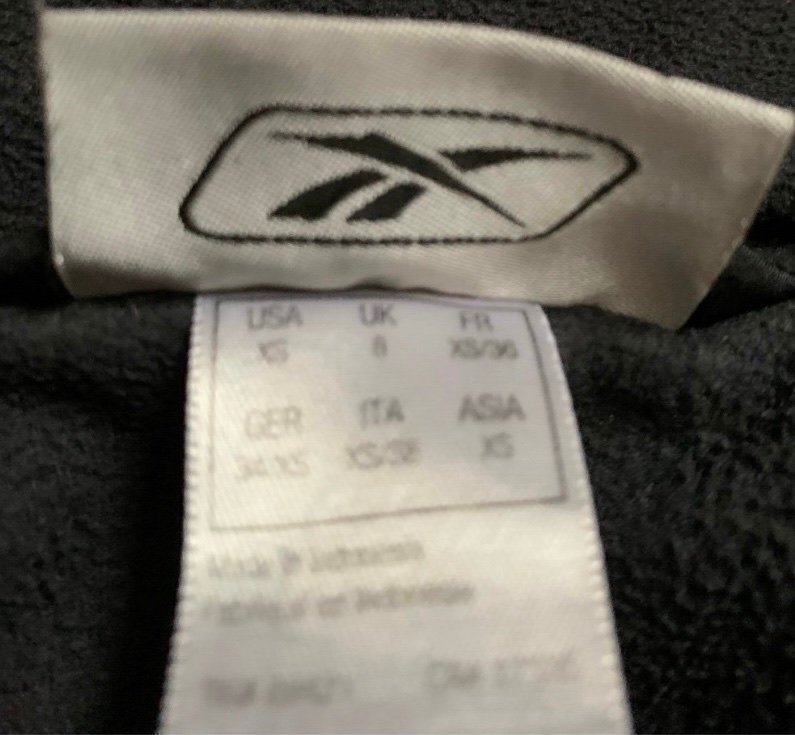 USA UK FR
XS 8 XS/36
GER ITA ASIA
34/XS XS/38 XS
Made in Indonesia
Fabriqué en Indonésie